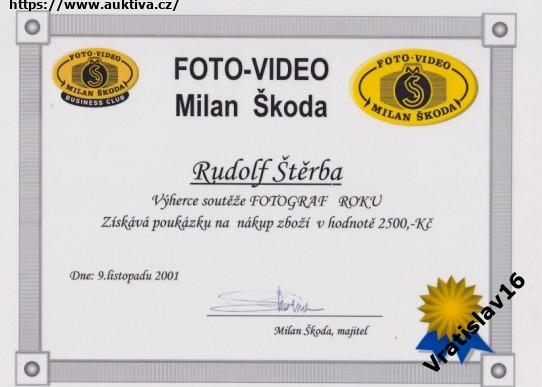 https://www.auktiva.cz/
FOTO-VIDEO
MILAN ŠKODA
BUSINESS CLUB
FOTO-VIDEO
Milan Škoda
FOTO-VIDEO
MILAN ŠKODA
Rudolf Štěrba
Výherce soutěže FOTOGRAF ROKU
Získává poukázku na nákup zboží v hodnotě 2500,-Kč
Dne: 9.listopadu 2001
Milan Škoda, majitel
Vratislav16